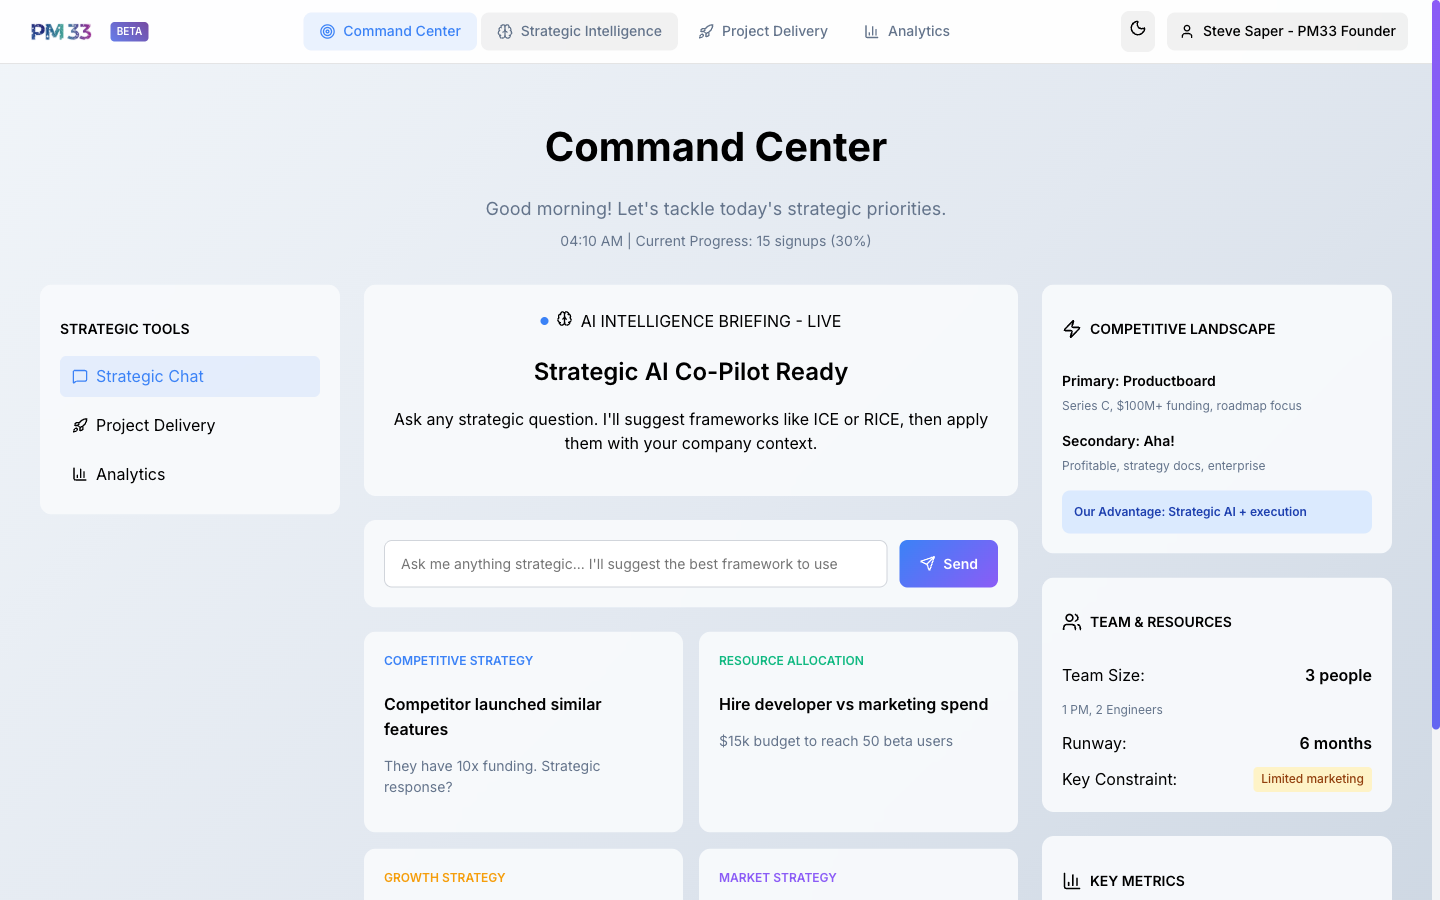 PM33
BETA
Command Center
Strategic Intelligence
Project Delivery
Analytics
Steve Saper - PM33 Founder
Command Center
Good morning! Let's tackle today's strategic priorities.
04:10 AM | Current Progress: 15 signups (30%)
STRATEGIC TOOLS
Strategic Chat
Project Delivery
Analytics
AI INTELLIGENCE BRIEFING - LIVE
Strategic AI Co-Pilot Ready
Ask any strategic question. I'll suggest frameworks like ICE or RICE, then apply
them with your company context.
Ask me anything strategic... I'll suggest the best framework to use
Send
COMPETITIVE STRATEGY
Competitor launched similar
features
They have 10x funding. Strategic
response?
RESOURCE ALLOCATION
Hire developer vs marketing spend
$15k budget to reach 50 beta users
GROWTH STRATEGY
MARKET STRATEGY
COMPETITIVE LANDSCAPE
Primary: Productboard
Series C, $100M+ funding, roadmap focus
Secondary: Aha!
Profitable, strategy docs, enterprise
Our Advantage: Strategic AI + execution
TEAM & RESOURCES
Team Size: 3 people
1 PM, 2 Engineers
Runway: 6 months
Key Constraint: Limited marketing
KEY METRICS